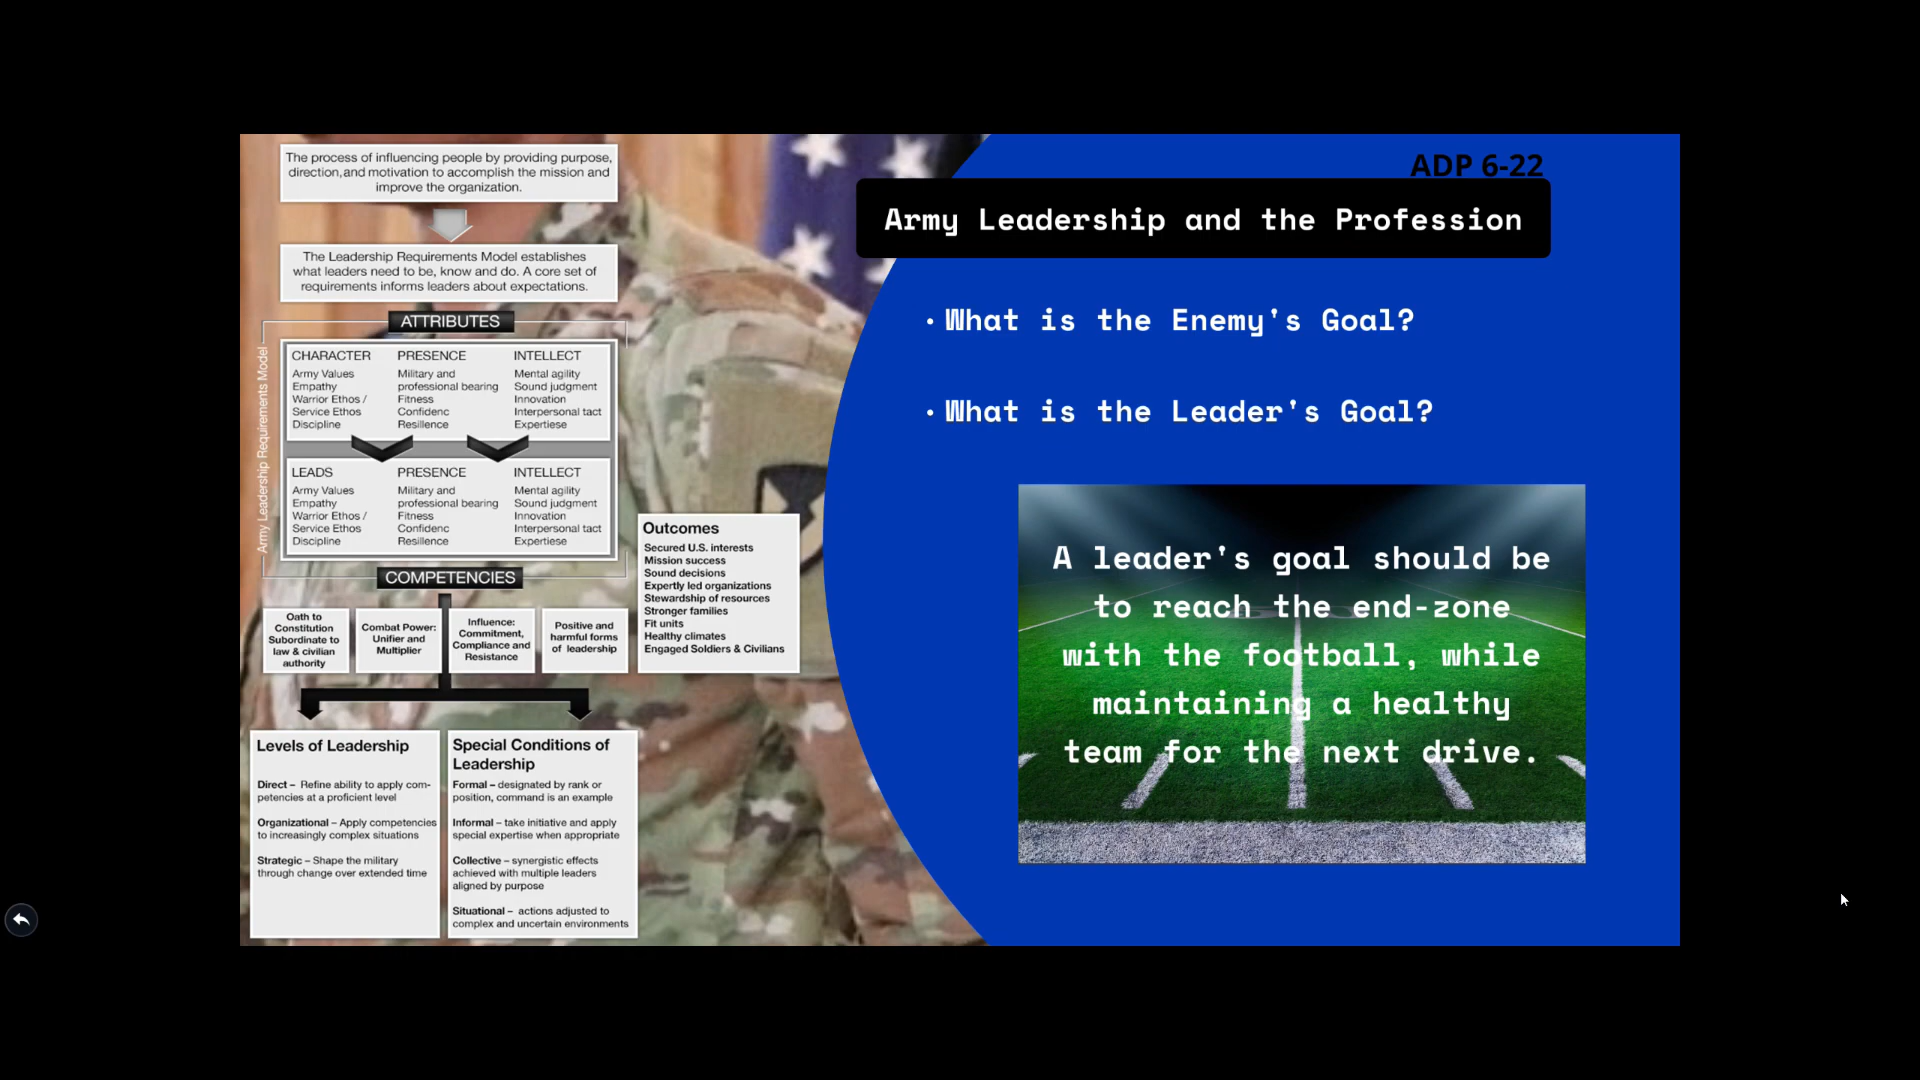 The process of influencing people by providing purpose,
direction,and motivation to accomplish the mission and
improve the organization.
The Leadership Requirements Model establishes
what leaders need to be, know and do. A core set of
requirements informs leaders about expectations.
Army Leadership Requirements Model
ATTRIBUTES
CHARACTER
Army Values
Empathy
Warrior Ethos /
Service Ethos
Discipline
PRESENCE
Military and
professional bearing
Fitness
Confidenc
Resillence
INTELLECT
Mental agility
Sound judgment
Innovation
Interpersonal tact
Expertiese
LEADS
Army Values
Empathy
Warrior Ethos /
Service Ethos
Discipline
PRESENCE
Military and
professional bearing
Fitness
Confidenc
Resillence
INTELLECT
Mental agility
Sound judgment
Innovation
Interpersonal tact
Expertiese
COMPETENCIES
Oath to
Constitution
Subordinate to
law & civilian
authority
Combat Power:
Unifier and
Multiplier
Influence:
Commitment,
Compliance and
Resistance
Positive and
harmful forms
of leadership
Outcomes
Secured U.S. interests
Mission success
Sound decisions
Expertly led organizations
Stewardship of resources
Stronger families
Fit units
Healthy climates
Engaged Soldiers & Civilians
Levels of Leadership
Direct – Refine ability to apply com-
petencies at a proficient level
Organizational – Apply competencies
to increasingly complex situations
Strategic – Shape the military
through change over extended time
Special Conditions of
Leadership
Formal – designated by rank or
position, command is an example
Informal – take initiative and apply
special expertise when appropriate
Collective – synergistic effects
achieved with multiple leaders
aligned by purpose
Situational – actions adjusted to
complex and uncertain environments
ADP 6-22
Army Leadership and the Profession
• What is the Enemy's Goal?
• What is the Leader's Goal?
A leader's goal should be
to reach the end-zone
with the football, while
maintaining a healthy
team for the next drive.